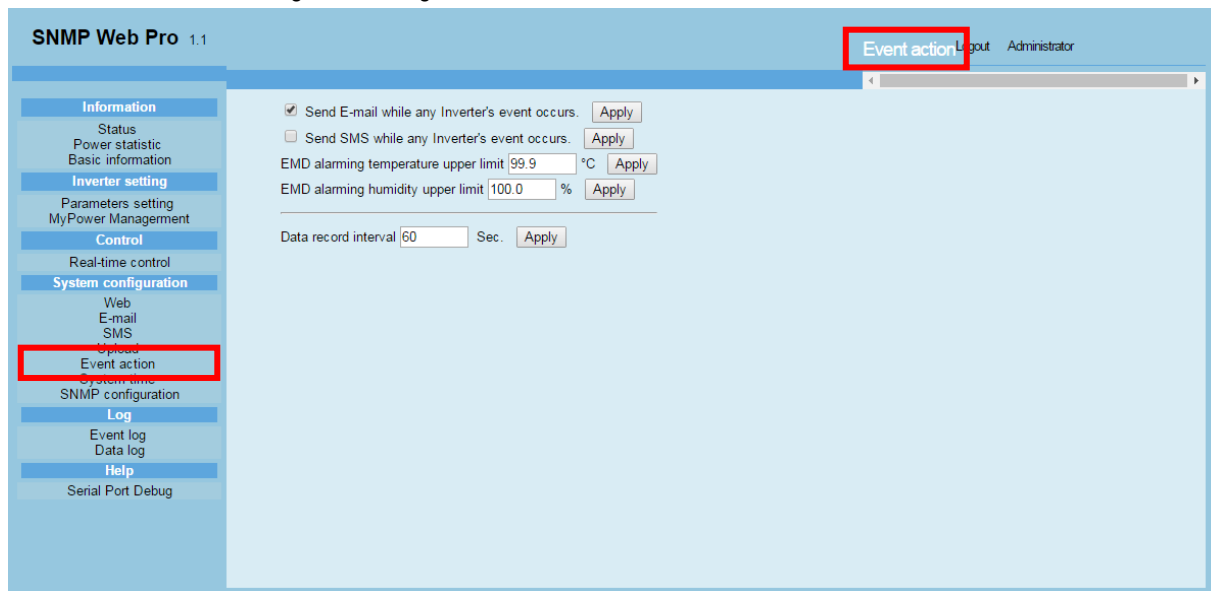 SNMP Web Pro 1.1
Event action Logout Administrator
Information
Status
Power statistic
Basic information
Inverter setting
Parameters setting
MyPower Managerment
Control
Real-time control
System configuration
Web
E-mail
SMS
Upload
Event action
System time
SNMP configuration
Log
Event log
Data log
Help
Serial Port Debug
Send E-mail while any Inverter's event occurs. Apply
Send SMS while any Inverter's event occurs. Apply
EMD alarming temperature upper limit 99.9 °C Apply
EMD alarming humidity upper limit 100.0 % Apply
Data record interval 60 Sec. Apply